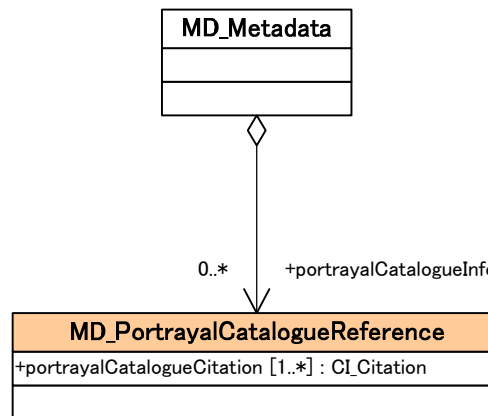 MD_Metadata
0..* +portrayalCatalogueInfo
MD_PortrayalCatalogueReference
+portrayalCatalogueCitation [1..*] : CI_Citation